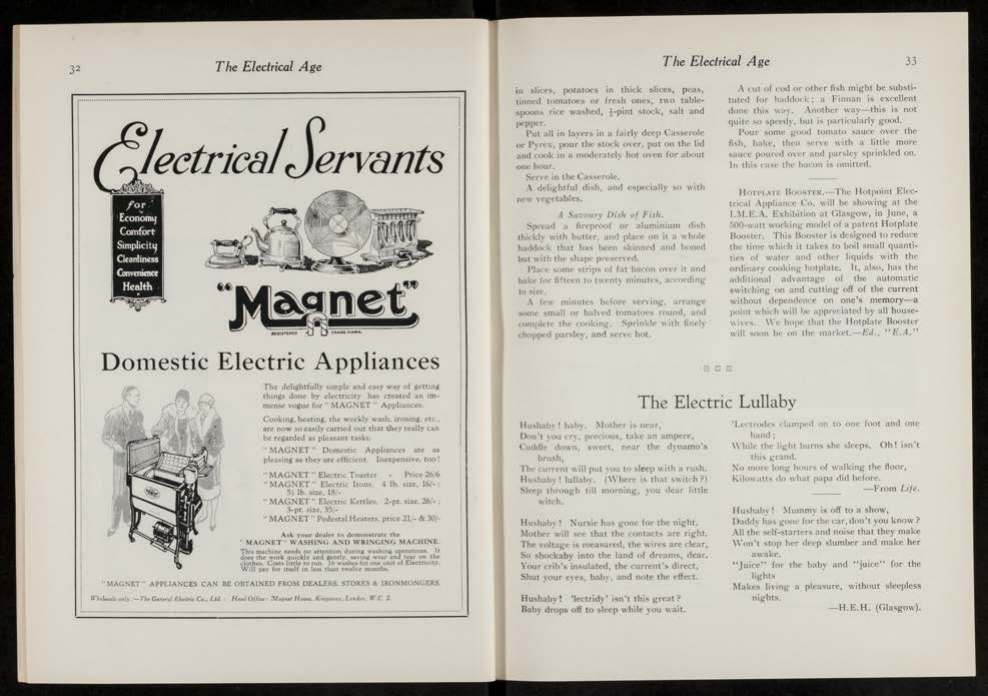 32
The Electrical Age
Electrical Servants
for
Economy
Comfort
Simplicity
Cleanliness
Convenience
Health
"Magnet"
REGISTERED TRADE MARK.
Domestic Electric Appliances
The delightfully simple and easy way of getting
things done by electricity has created an im-
mense vogue for "MAGNET" Appliances.
Cooking, heating, the weekly wash, ironing, etc.,
are now so easily carried out that they really can
be regarded as pleasant tasks.
"MAGNET" Domestic Appliances are as
pleasing as they are efficient. Inexpensive, too!
"MAGNET" Electric Toaster - Price 26/6
"MAGNET" Electric Irons, 4 lb. size, 16/- ;
5½ lb. size, 18/-
"MAGNET" Electric Kettles, 2-pt. size, 26/- ;
3-pt. size, 35/-
"MAGNET" Pedestal Heaters, price 21/- & 30/-
Ask your dealer to demonstrate the
"MAGNET" WASHING AND WRINGING MACHINE.
This machine needs no attention during washing operations. It
does the work quickly and gently, saving wear and tear on the
clothes. Costs little to run. 16 washes for one unit of Electricity.
Will pay for itself in less than twelve months.
"MAGNET" APPLIANCES CAN BE OBTAINED FROM DEALERS, STORES & IRONMONGERS.
Wholesale only :—The General Electric Co., Ltd. : Head Office: Magnet House, Kingsway, London, W.C. 2.
The Electrical Age
33
in slices, potatoes in thick slices, peas,
tinned tomatoes or fresh ones, two table-
spoons rice washed, ½-pint stock, salt and
pepper.
Put all in layers in a fairly deep Casserole
or Pyrex, pour the stock over, put on the lid
and cook in a moderately hot oven for about
one hour.
Serve in the Casserole.
A delightful dish, and especially so with
new vegetables.
A Savoury Dish of Fish.
Spread a fireproof or aluminium dish
thickly with butter, and place on it a whole
haddock that has been skinned and boned
but with the shape preserved.
Place some strips of fat bacon over it and
bake for fifteen to twenty minutes, according
to size.
A few minutes before serving, arrange
some small or halved tomatoes round, and
complete the cooking. Sprinkle with finely
chopped parsley, and serve hot.
A cut of cod or other fish might be substi-
tuted for haddock; a Finnan is excellent
done this way. Another way—this is not
quite so speedy, but is particularly good.
Pour some good tomato sauce over the
fish, bake, then serve with a little more
sauce poured over and parsley sprinkled on.
In this case the bacon is omitted.
HOTPLATE BOOSTER.—The Hotpoint Elec-
trical Appliance Co. will be showing at the
I.M.E.A. Exhibition at Glasgow, in June, a
500-watt working model of a patent Hotplate
Booster. This Booster is designed to reduce
the time which it takes to boil small quanti-
ties of water and other liquids with the
ordinary cooking hotplate. It, also, has the
additional advantage of the automatic
switching on and cutting off of the current
without dependence on one's memory—a
point which will be appreciated by all house-
wives. We hope that the Hotplate Booster
will soon be on the market.—Ed., "E.A."
The Electric Lullaby
Hushaby! baby. Mother is near,
Don't you cry, precious, take an ampere,
Cuddle down, sweet, near the dynamo's
brush,
The current will put you to sleep with a rush.
Hushaby! lullaby. (Where is that switch?)
Sleep through till morning, you dear little
witch.
Hushaby! Nursie has gone for the night,
Mother will see that the contacts are right.
The voltage is measured, the wires are clear,
So shockaby into the land of dreams, dear.
Your crib's insulated, the current's direct,
Shut your eyes, baby, and note the effect.
Hushaby! 'lectridy' isn't this great?
Baby drops off to sleep while you wait.
'Lectrodes clamped on to one foot and one
hand;
While the light burns she sleeps. Oh! isn't
this grand.
No more long hours of walking the floor,
Kilowatts do what papa did before.
—From Life.
Hushaby! Mummy is off to a show,
Daddy has gone for the car, don't you know?
All the self-starters and noise that they make
Won't stop her deep slumber and make her
awake.
"Juice" for the baby and "juice" for the
lights
Makes living a pleasure, without sleepless
nights.
—H.E.H. (Glasgow).